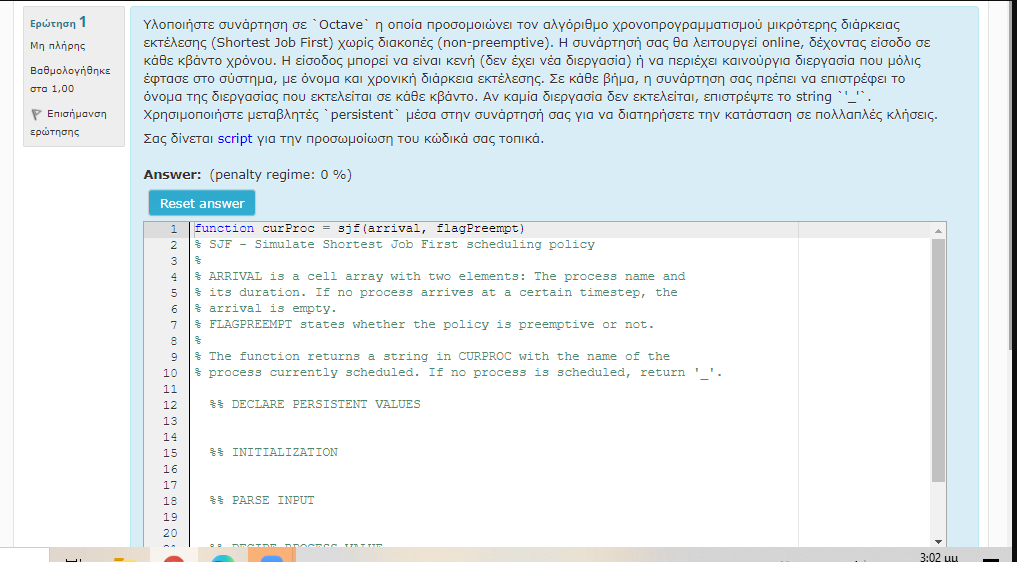 Ερώτηση 1
Μη πλήρης
Βαθμολογήθηκε
στα 1,00
Επισήμανση
ερώτησης
Υλοποιήστε συνάρτηση σε `Octave` η οποία προσομοιώνει τον αλγόριθμο χρονοπρογραμματισμού μικρότερης διάρκειας
εκτέλεσης (Shortest Job First) χωρίς διακοπές (non-preemptive). Η συνάρτησή σας θα λειτουργεί online, δέχοντας είσοδο σε
κάθε κβάντο χρόνου. Η είσοδος μπορεί να είναι κενή (δεν έχει νέα διεργασία) ή να περιέχει καινούργια διεργασία που μόλις
έφτασε στο σύστημα, με όνομα και χρονική διάρκεια εκτέλεσης. Σε κάθε βήμα, η συνάρτηση σας πρέπει να επιστρέφει το
όνομα της διεργασίας που εκτελείται σε κάθε κβάντο. Αν καμία διεργασία δεν εκτελείται, επιστρέψτε το string `'_'`.
Χρησιμοποιήστε μεταβλητές `persistent` μέσα στην συνάρτησή σας για να διατηρήσετε την κατάσταση σε πολλαπλές κλήσεις.
Σας δίνεται script για την προσωμοίωση του κώδικά σας τοπικά.
Answer: (penalty regime: 0 %)
Reset answer
1 function curProc = sjf(arrival, flagPreempt)
2 % SJF - Simulate Shortest Job First scheduling policy
3 %
4 % ARRIVAL is a cell array with two elements: The process name and
5 % its duration. If no process arrives at a certain timestep, the
6 % arrival is empty.
7 % FLAGPREEMPT states whether the policy is preemptive or not.
8 %
9 % The function returns a string in CURPROC with the name of the
10 % process currently scheduled. If no process is scheduled, return '_'.
11
12 %% DECLARE PERSISTENT VALUES
13
14
15 %% INITIALIZATION
16
17
18 %% PARSE INPUT
19
20
21 %% DECIDE PROCESS VALUE
3:02 μμ